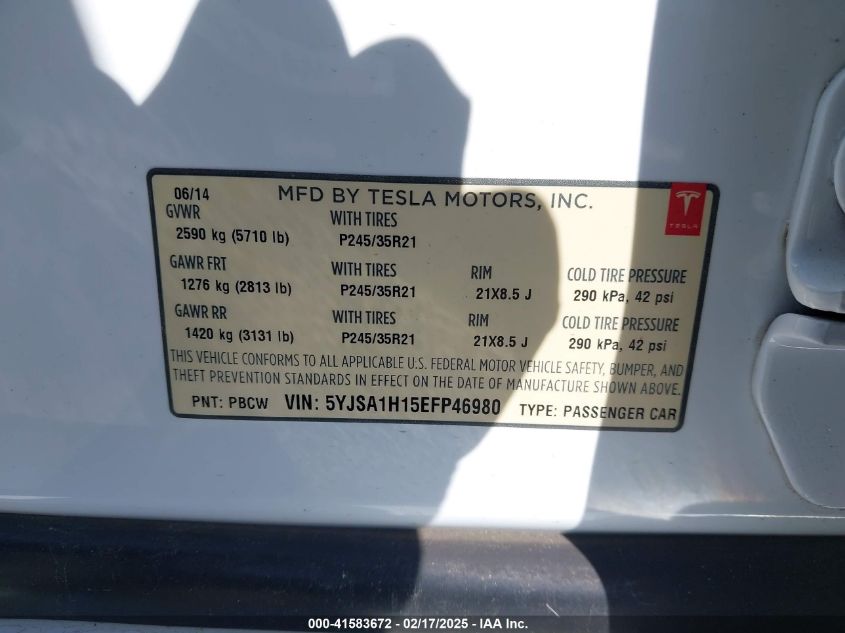 06/14 MFD BY TESLA MOTORS, INC.
TESLA
GVWR WITH TIRES
2590 kg (5710 lb) P245/35R21
GAWR FRT WITH TIRES RIM COLD TIRE PRESSURE
1276 kg (2813 lb) P245/35R21 21X8.5 J 290 kPa, 42 psi
GAWR RR WITH TIRES RIM COLD TIRE PRESSURE
1420 kg (3131 lb) P245/35R21 21X8.5 J 290 kPa, 42 psi
THIS VEHICLE CONFORMS TO ALL APPLICABLE U.S. FEDERAL MOTOR VEHICLE SAFETY, BUMPER, AND
THEFT PREVENTION STANDARDS IN EFFECT ON THE DATE OF MANUFACTURE SHOWN ABOVE.
PNT: PBCW VIN: 5YJSA1H15EFP46980 TYPE: PASSENGER CAR
000-41583672 - 02/17/2025 - IAA Inc.